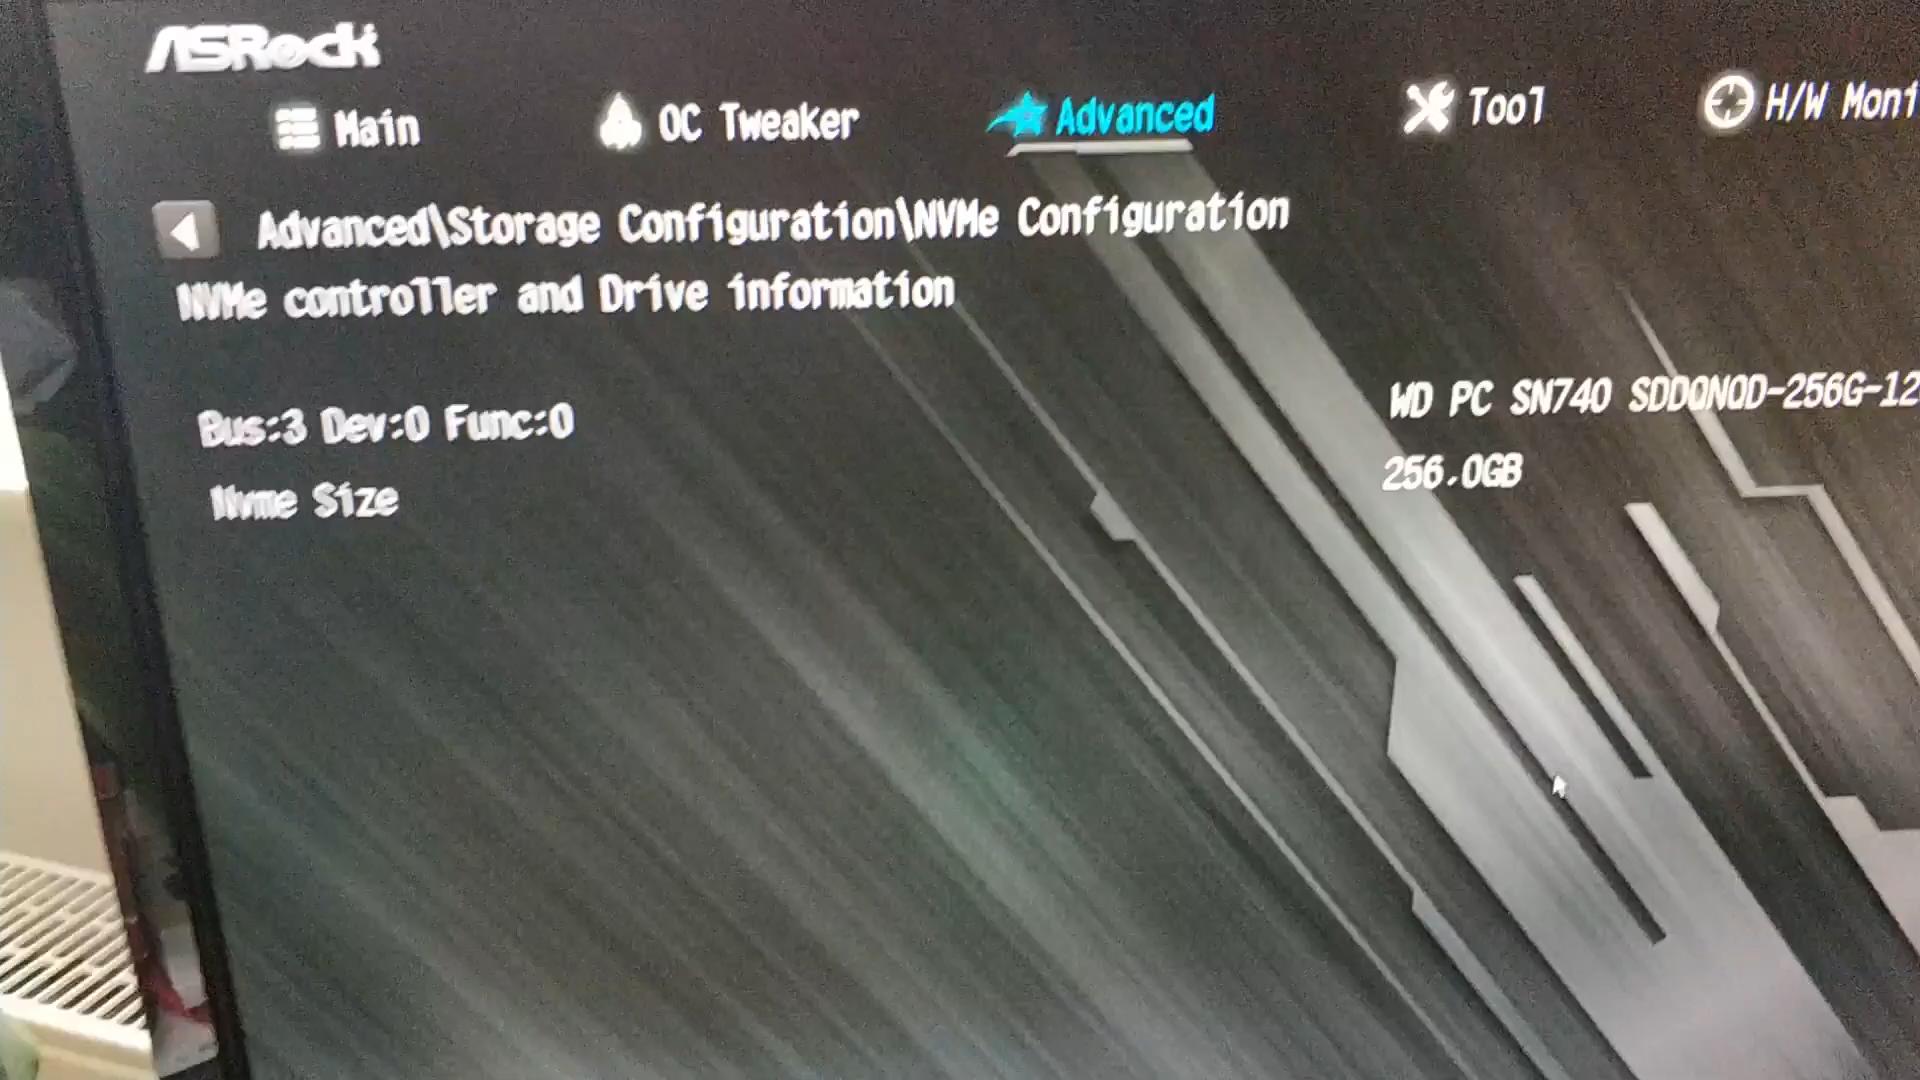 ASRock
Main OC Tweaker Advanced Tool H/W Moni
Advanced\Storage Configuration\NVMe Configuration
NVMe controller and Drive information
Bus:3 Dev:0 Func:0 WD PC SN740 SDDQNQD-256G-12
Nvme Size 256.0GB